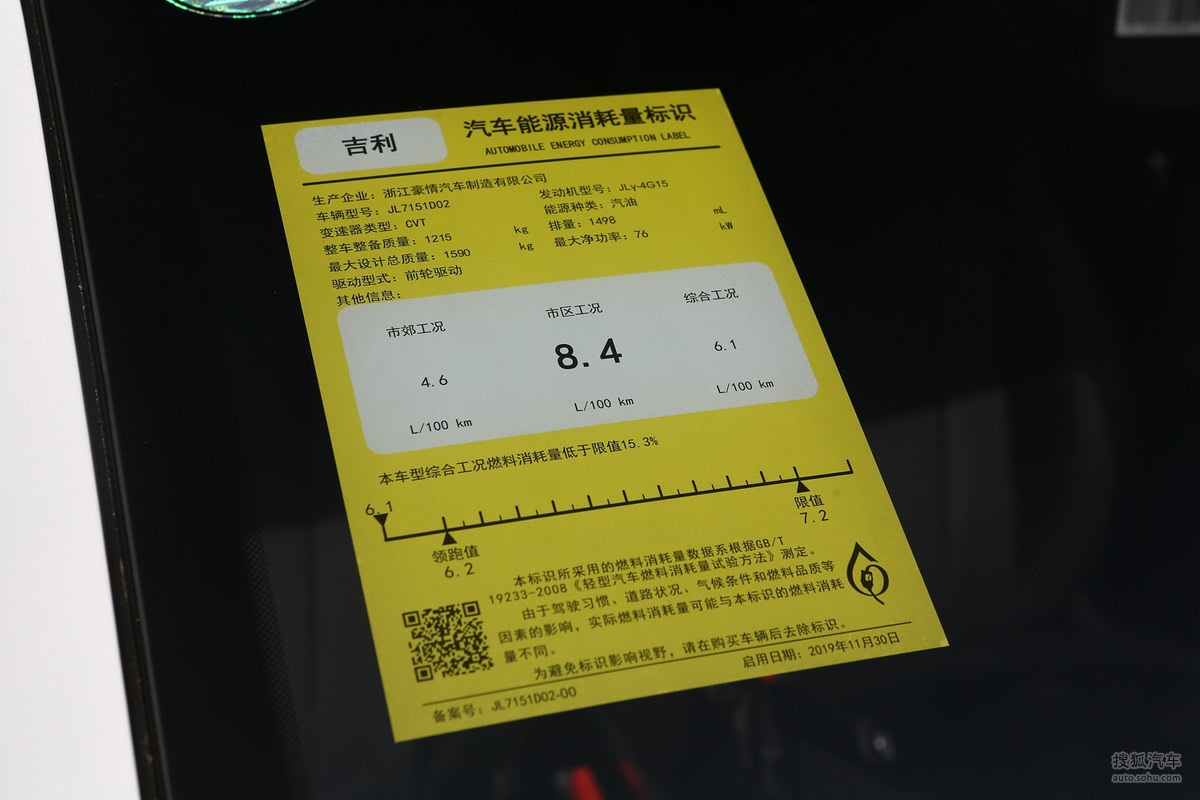 吉利
汽车能源消耗量标识
AUTOMOBILE ENERGY CONSUMPTION LABEL
生产企业：浙江豪情汽车制造有限公司
车辆型号：JL7151D02
发动机型号：JLγ-4G15
变速器类型：CVT
能源种类：汽油
整车整备质量：1215 kg
排量：1498 mL
最大设计总质量：1590 kg
最大净功率：76 kW
驱动型式：前轮驱动
其他信息：
市郊工况
市区工况
综合工况
4.6
8.4
6.1
L/100 km
L/100 km
L/100 km
本车型综合工况燃料消耗量低于限值15.3%
6.1
领跑值
6.2
限值
7.2
本标识所采用的燃料消耗量数据系根据GB/T
19233-2008《轻型汽车燃料消耗量试验方法》测定。
由于驾驶习惯、道路状况、气候条件和燃料品质等
因素的影响，实际燃料消耗量可能与本标识的燃料消耗
量不同。
为避免标识影响视野，请在购买车辆后去除标识。
备案号：JL7151D02-00
启用日期：2019年11月30日
搜狐汽车
auto.sohu.com